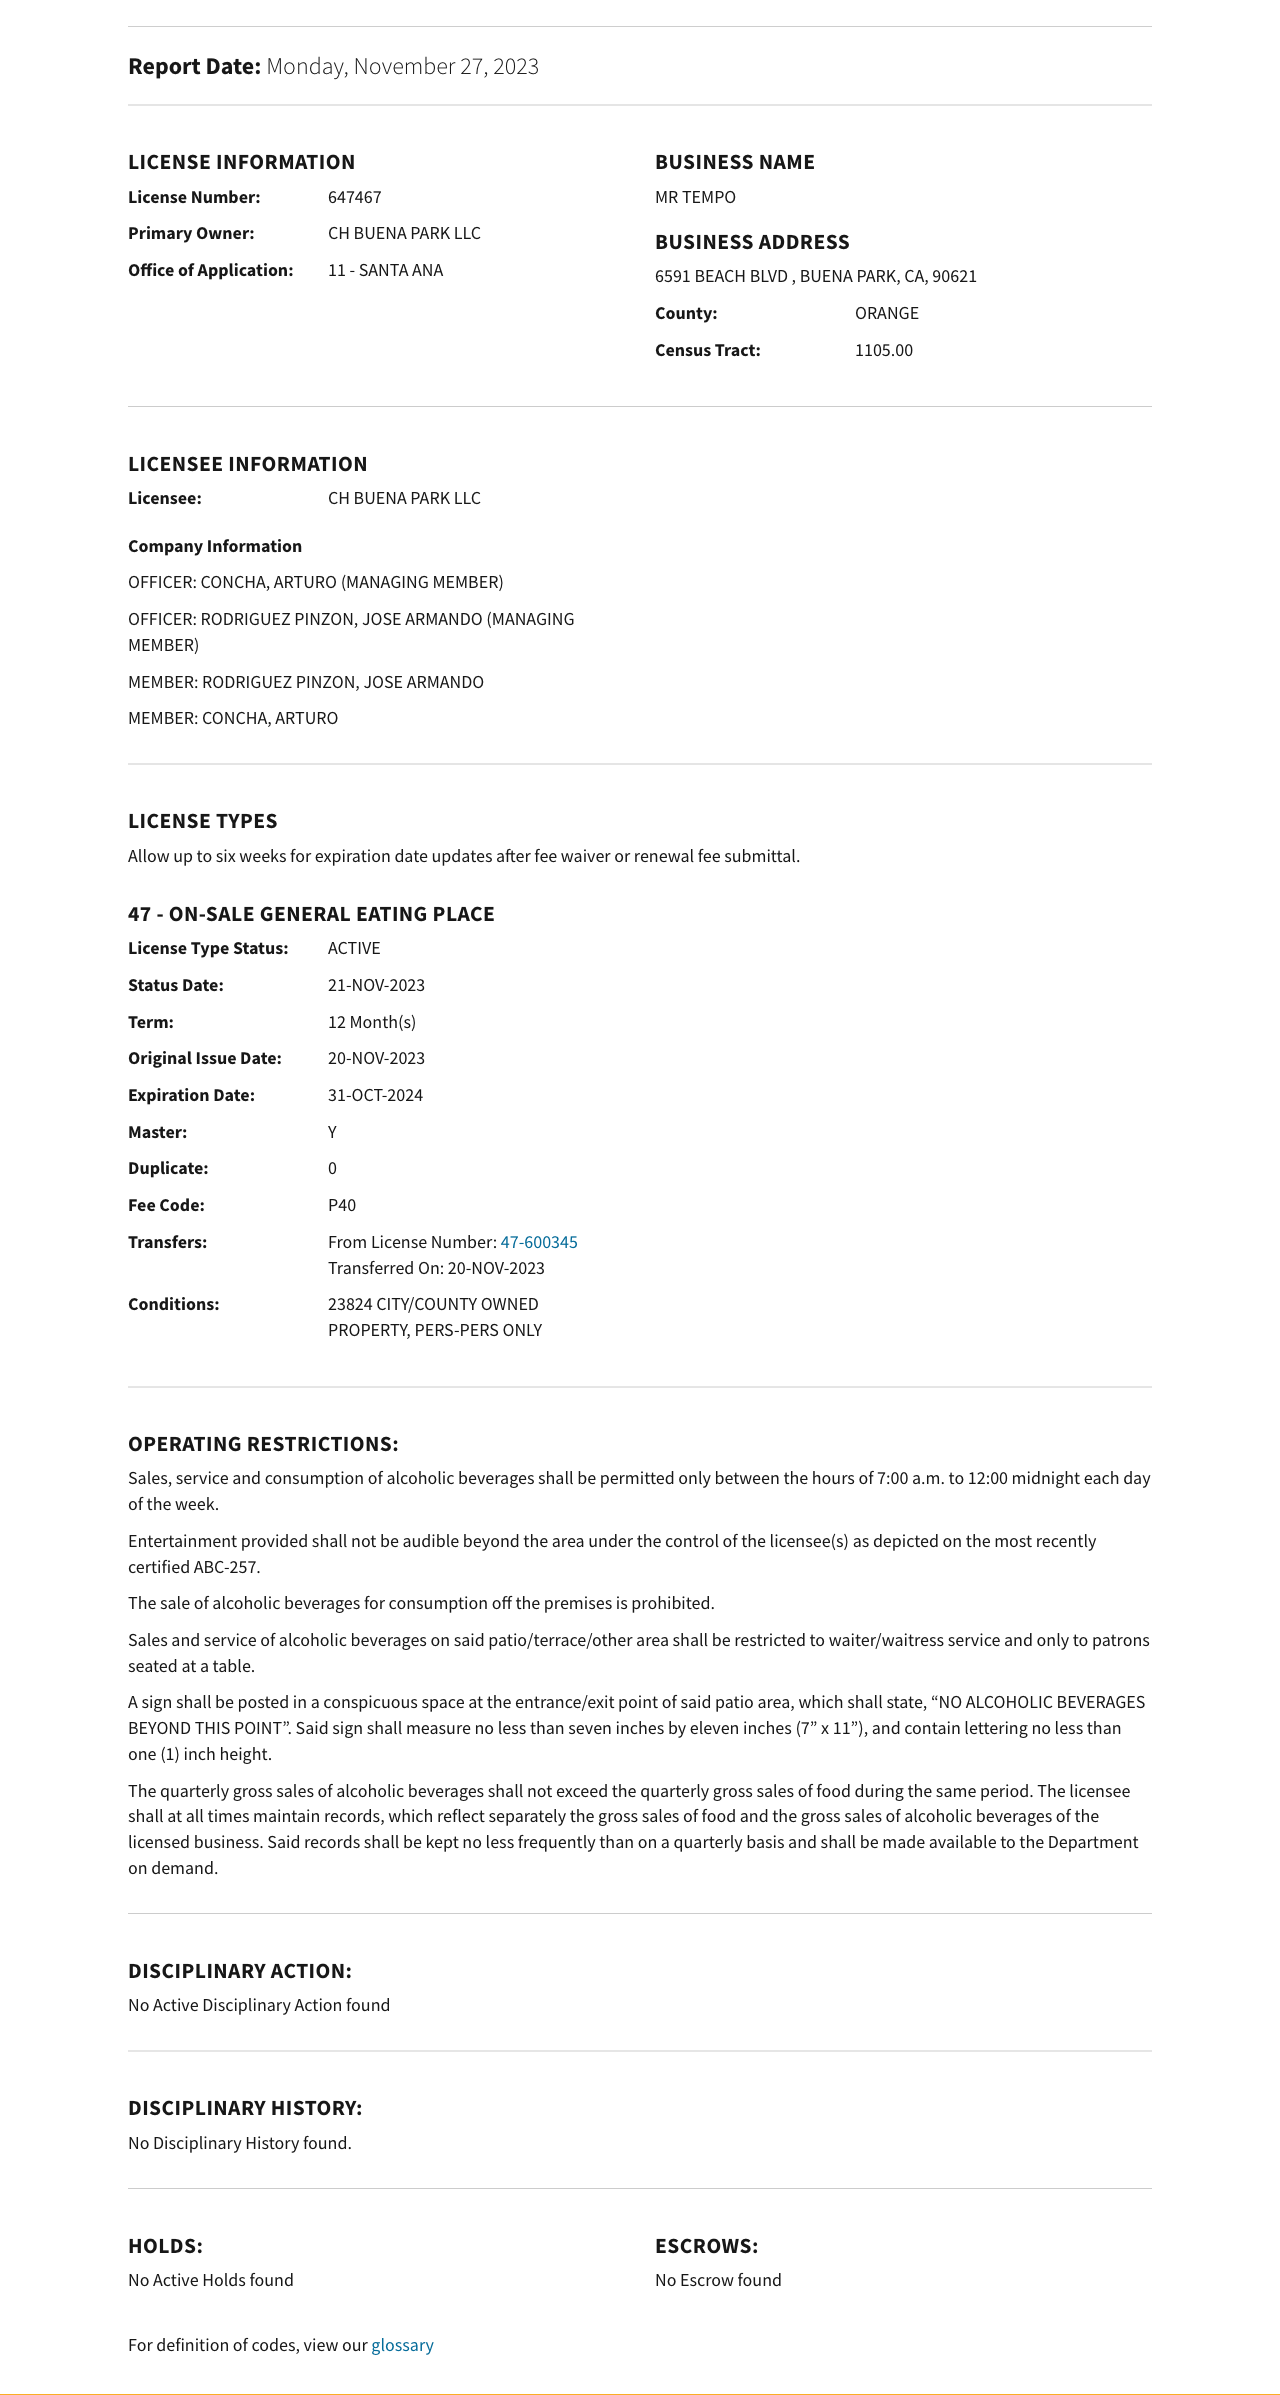 Report Date: Monday, November 27, 2023
LICENSE INFORMATION
License Number: 647467
Primary Owner: CH BUENA PARK LLC
Office of Application: 11 - SANTA ANA
BUSINESS NAME
MR TEMPO
BUSINESS ADDRESS
6591 BEACH BLVD , BUENA PARK, CA, 90621
County: ORANGE
Census Tract: 1105.00
LICENSEE INFORMATION
Licensee: CH BUENA PARK LLC
Company Information
OFFICER: CONCHA, ARTURO (MANAGING MEMBER)
OFFICER: RODRIGUEZ PINZON, JOSE ARMANDO (MANAGING
MEMBER)
MEMBER: RODRIGUEZ PINZON, JOSE ARMANDO
MEMBER: CONCHA, ARTURO
LICENSE TYPES
Allow up to six weeks for expiration date updates after fee waiver or renewal fee submittal.
47 - ON-SALE GENERAL EATING PLACE
License Type Status: ACTIVE
Status Date: 21-NOV-2023
Term: 12 Month(s)
Original Issue Date: 20-NOV-2023
Expiration Date: 31-OCT-2024
Master: Y
Duplicate: 0
Fee Code: P40
Transfers: From License Number: 47-600345
Transferred On: 20-NOV-2023
Conditions: 23824 CITY/COUNTY OWNED
PROPERTY, PERS-PERS ONLY
OPERATING RESTRICTIONS:
Sales, service and consumption of alcoholic beverages shall be permitted only between the hours of 7:00 a.m. to 12:00 midnight each day
of the week.
Entertainment provided shall not be audible beyond the area under the control of the licensee(s) as depicted on the most recently
certified ABC-257.
The sale of alcoholic beverages for consumption off the premises is prohibited.
Sales and service of alcoholic beverages on said patio/terrace/other area shall be restricted to waiter/waitress service and only to patrons
seated at a table.
A sign shall be posted in a conspicuous space at the entrance/exit point of said patio area, which shall state, “NO ALCOHOLIC BEVERAGES
BEYOND THIS POINT”. Said sign shall measure no less than seven inches by eleven inches (7” x 11”), and contain lettering no less than
one (1) inch height.
The quarterly gross sales of alcoholic beverages shall not exceed the quarterly gross sales of food during the same period. The licensee
shall at all times maintain records, which reflect separately the gross sales of food and the gross sales of alcoholic beverages of the
licensed business. Said records shall be kept no less frequently than on a quarterly basis and shall be made available to the Department
on demand.
DISCIPLINARY ACTION:
No Active Disciplinary Action found
DISCIPLINARY HISTORY:
No Disciplinary History found.
HOLDS:
No Active Holds found
ESCROWS:
No Escrow found
For definition of codes, view our glossary